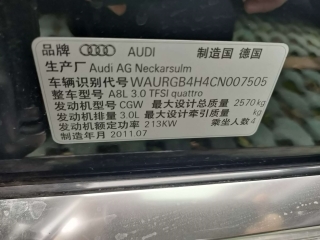 品牌 AUDI 制造国 德国
生产厂 Audi AG Neckarsulm
车辆识别代号 WAURGB4H4CN007505
整车型号 A8L 3.0 TFSI quattro
发动机型号 CGW 最大设计总质量 2570kg
发动机排量 3.0L 最大设计牵引质量 kg
发动机额定功率 213KW 乘坐人数 4
制造年月 2011.07